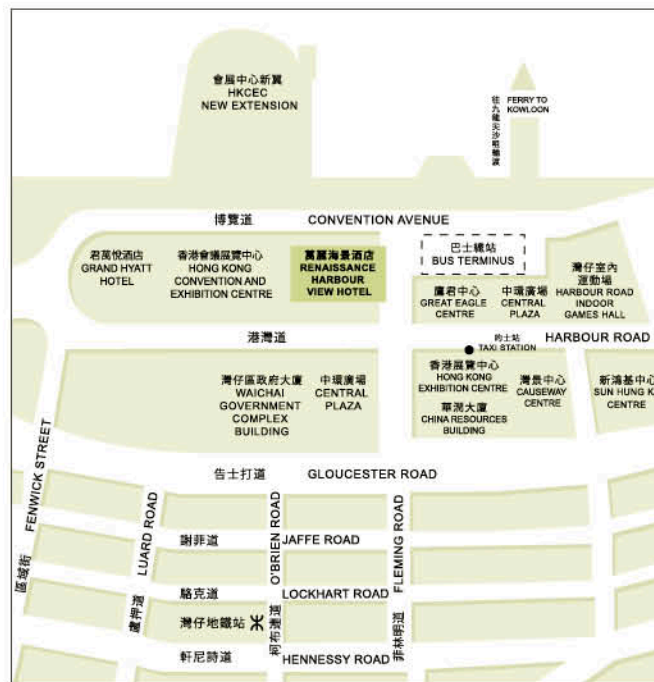 會展中心新翼
HKCEC
NEW EXTENSION
往九龍尖沙咀輪渡
FERRY TO
KOWLOON
博覽道 CONVENTION AVENUE
君萬悅酒店
GRAND HYATT
HOTEL
香港會議展覽中心
HONG KONG
CONVENTION AND
EXHIBITION CENTRE
萬麗海景酒店
RENAISSANCE
HARBOUR
VIEW HOTEL
巴士總站
BUS TERMINUS
鷹君中心
GREAT EAGLE
CENTRE
中環廣場
CENTRAL
PLAZA
灣仔室內
運動場
HARBOUR ROAD
INDOOR
GAMES HALL
港灣道
的士站
TAXI STATION
HARBOUR ROAD
灣仔區政府大廈
WAICHAI
GOVERNMENT
COMPLEX
BUILDING
中環廣場
CENTRAL
PLAZA
香港展覽中心
HONG KONG
EXHIBITION CENTRE
華潤大廈
CHINA RESOURCES
BUILDING
灣景中心
CAUSEWAY
CENTRE
新鴻基中心
SUN HUNG K
CENTRE
告士打道 GLOUCESTER ROAD
FENWICK STREET
LUARD ROAD
O'BRIEN ROAD
FLEMING ROAD
謝菲道 JAFFE ROAD
駱克道 LOCKHART ROAD
區域街
盧押道
灣仔地鐵站
柯布連道
菲林明道
軒尼詩道 HENNESSY ROAD